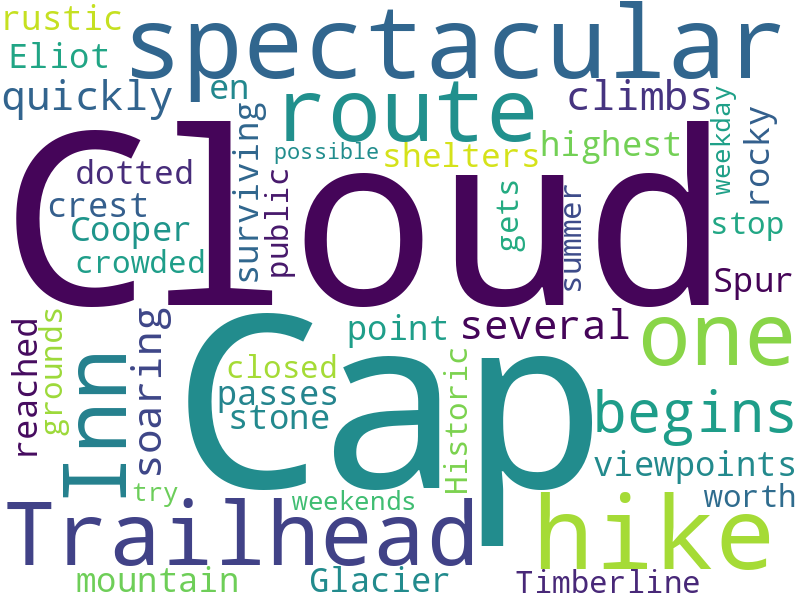 rustic
spectacular
Eliot
quickly
en
route
climbs
weekday
rocky
surviving
possible
shelters
highest
dotted
public
crest
gets
summer
Cooper
stop
crowded
Cloud
Spur
reached
grounds
soaring
Inn
point
several
one
closed
Cap
Historic
passes
stone
begins
viewpoints
try
weekends
worth
Trailhead
hike
mountain
Glacier
Timberline